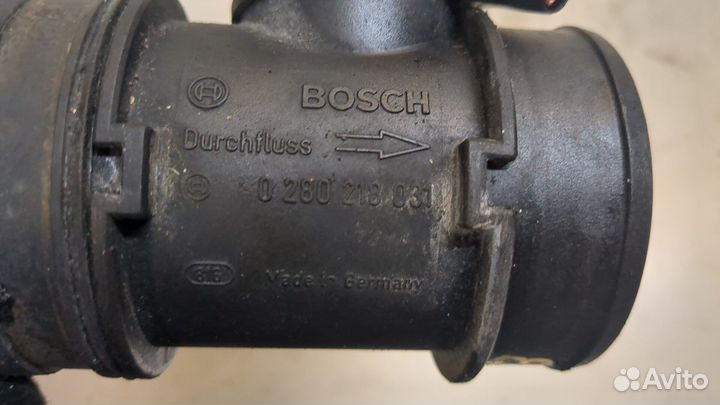 BOSCH
Durchfluss
0 280 218 031
Made in Germany
Avito